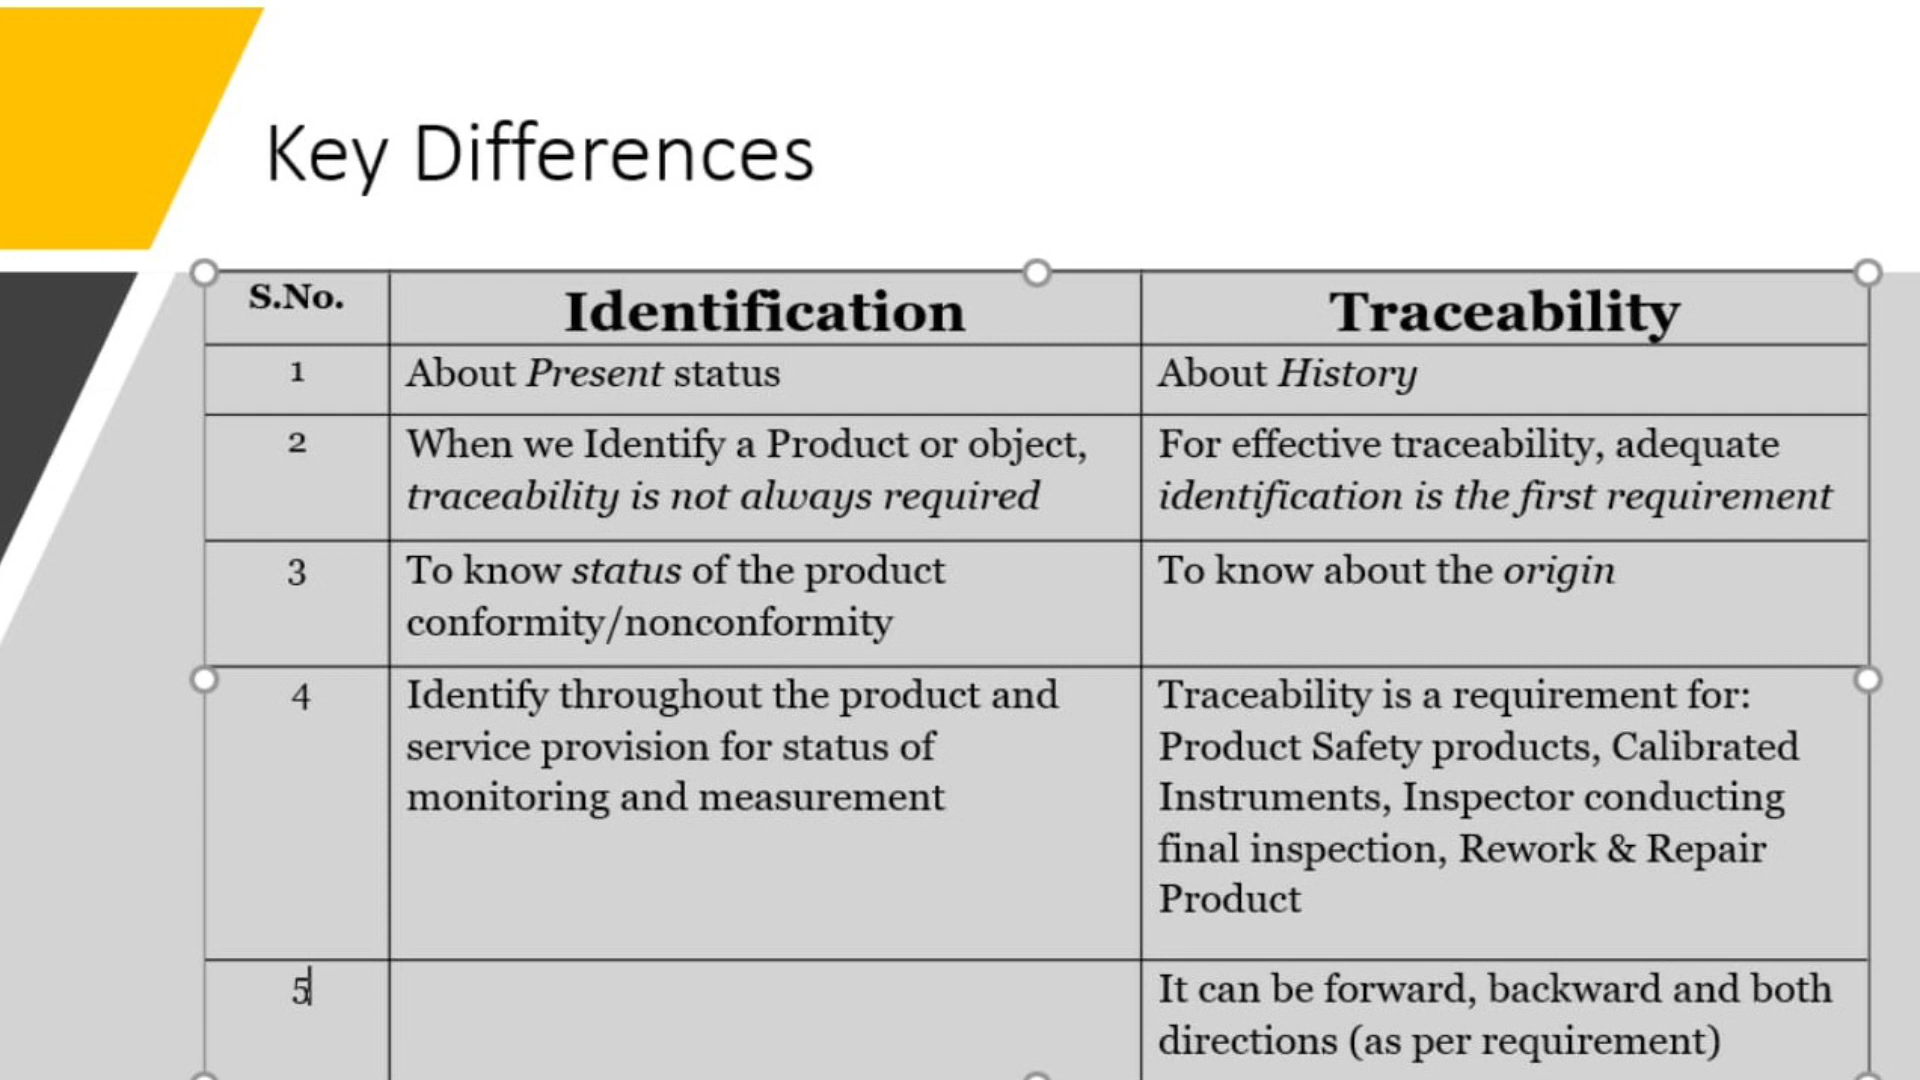 Key Differences
S.No.
Identification
Traceability
1
About Present status
About History
2
When we Identify a Product or object,
traceability is not always required
For effective traceability, adequate
identification is the first requirement
3
To know status of the product
conformity/nonconformity
To know about the origin
4
Identify throughout the product and
service provision for status of
monitoring and measurement
Traceability is a requirement for:
Product Safety products, Calibrated
Instruments, Inspector conducting
final inspection, Rework & Repair
Product
5
It can be forward, backward and both
directions (as per requirement)